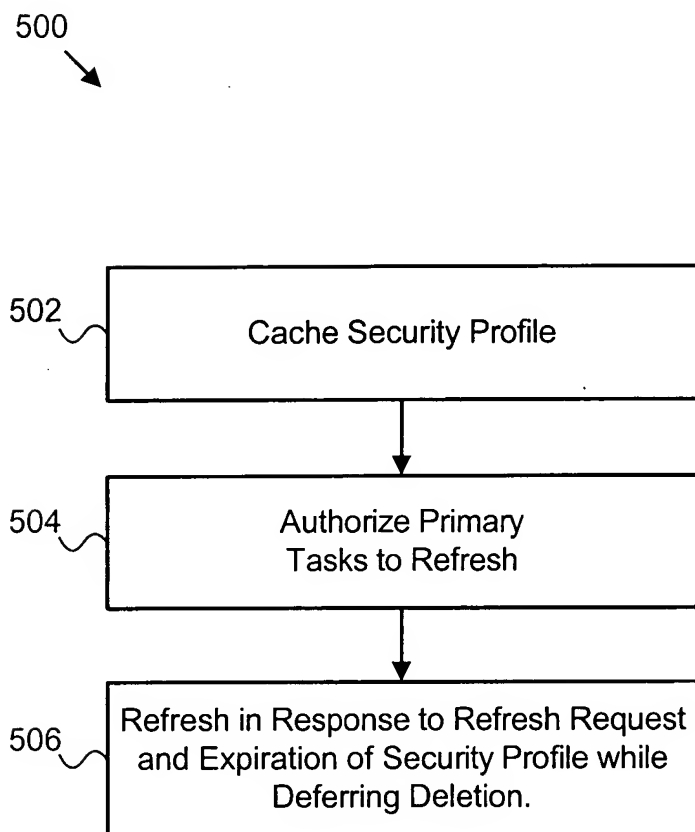 500
502
Cache Security Profile
504
Authorize Primary
Tasks to Refresh
506
Refresh in Response to Refresh Request
and Expiration of Security Profile while
Deferring Deletion.